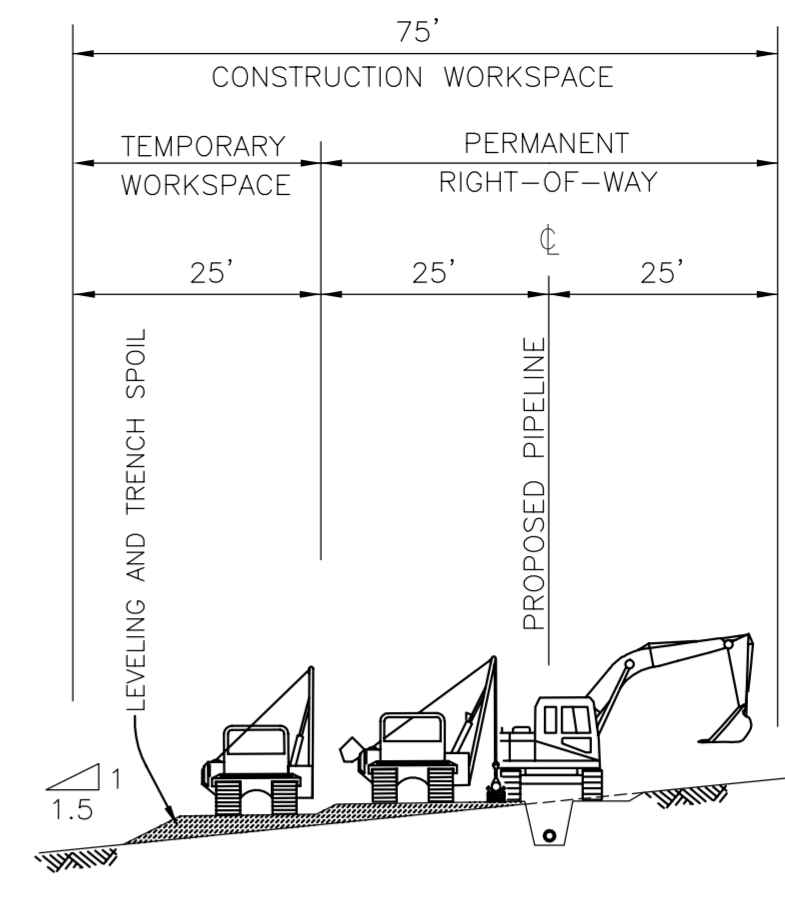 75'
CONSTRUCTION WORKSPACE
TEMPORARY
WORKSPACE
PERMANENT
RIGHT-OF-WAY
℄
25'
25'
25'
LEVELING AND TRENCH SPOIL
PROPOSED PIPELINE
1
1.5